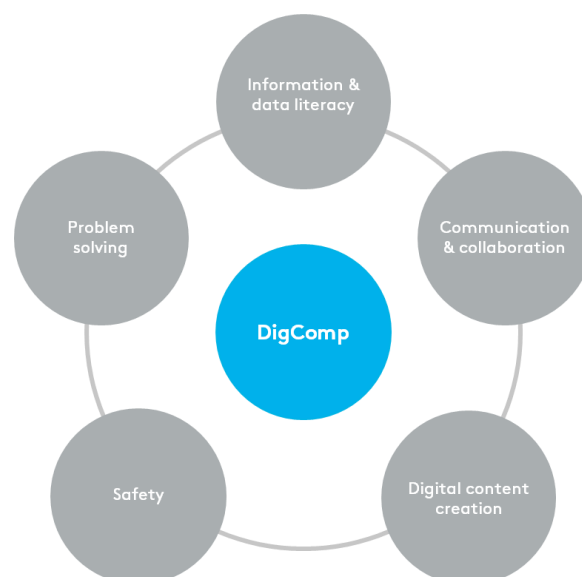 Information &
data literacy
Problem
solving
Communication
& collaboration
DigComp
Safety
Digital content
creation